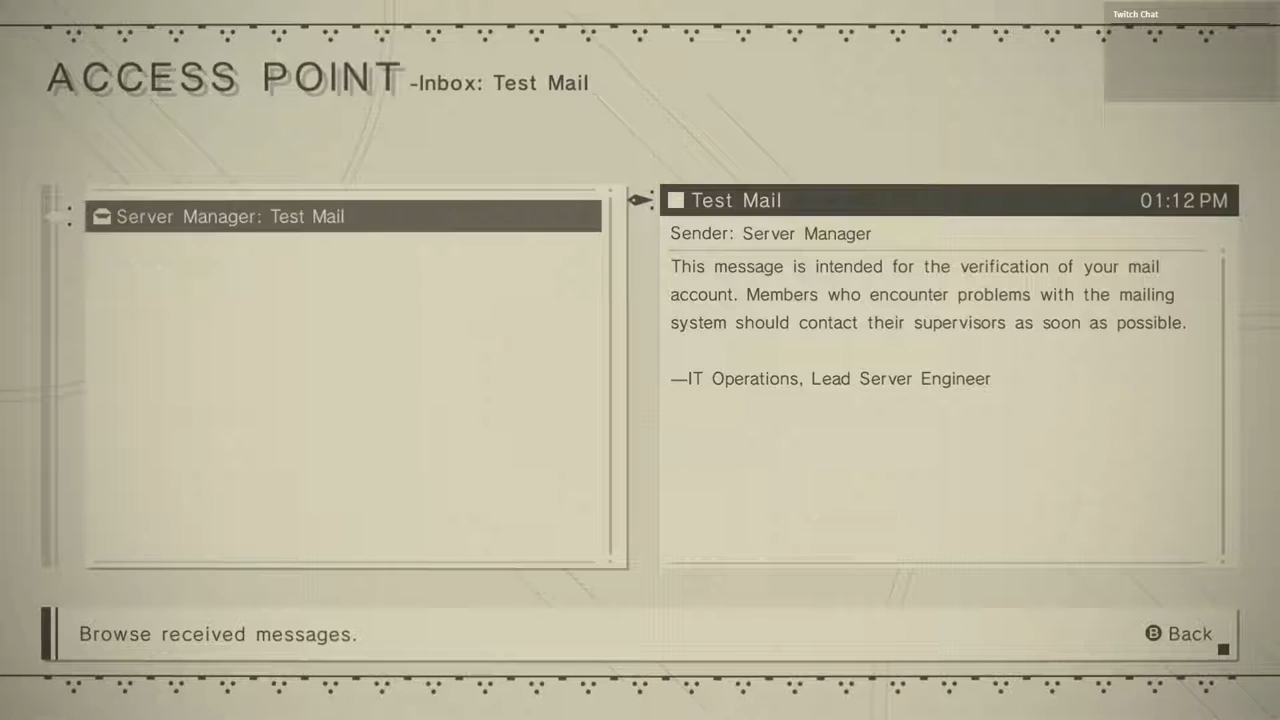 Twitch Chat
ACCESS POINT -Inbox: Test Mail
Server Manager: Test Mail
Test Mail 01:12 PM
Sender: Server Manager
This message is intended for the verification of your mail
account. Members who encounter problems with the mailing
system should contact their supervisors as soon as possible.
—IT Operations, Lead Server Engineer
Browse received messages.
B Back